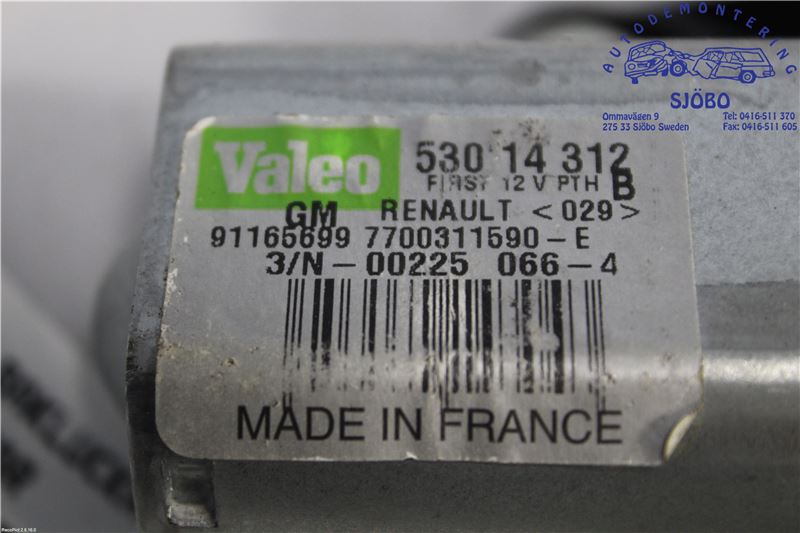 AUTODEMONTERING
SJÖBO
Ommavägen 9
275 33 Sjöbo Sweden
Tel: 0416-511 370
Fax: 0416-511 605
Valeo
530 14 312
FIRST 12 V PTH B
GM RENAULT <029>
91165699 7700311590-E
3/N-00225 066-4
MADE IN FRANCE